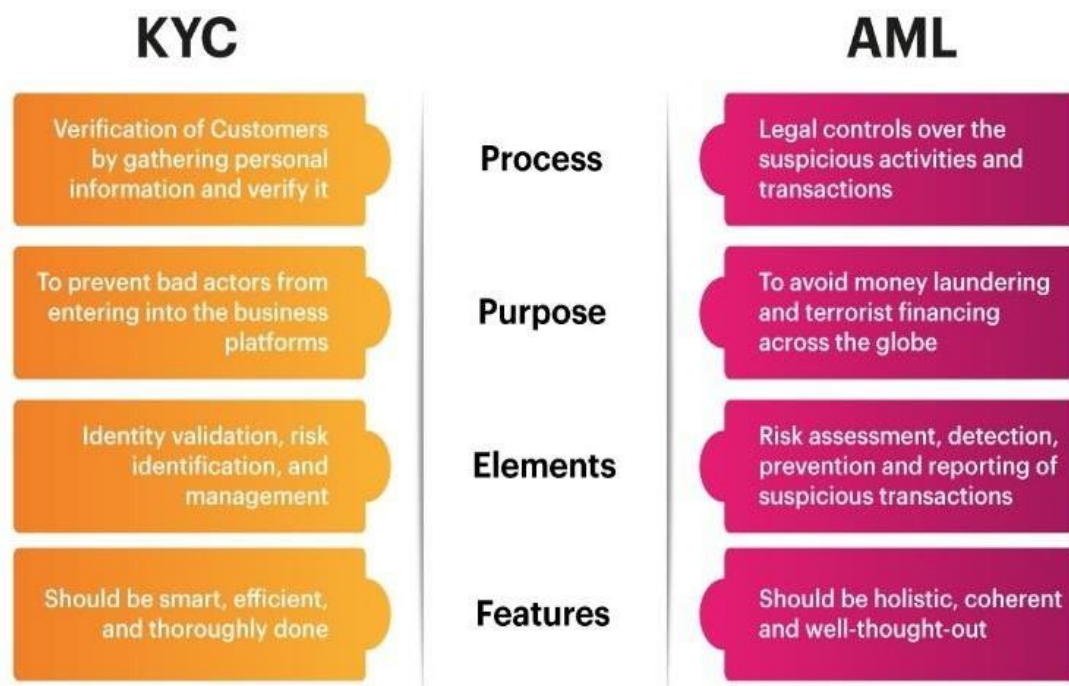 KYC
AML
Verification of Customers
by gathering personal
information and verify it
Process
Legal controls over the
suspicious activities and
transactions
To prevent bad actors from
entering into the business
platforms
Purpose
To avoid money laundering
and terrorist financing
across the globe
Identity validation, risk
identification, and
management
Elements
Risk assessment, detection,
prevention and reporting of
suspicious transactions
Should be smart, efficient,
and thoroughly done
Features
Should be holistic, coherent
and well-thought-out